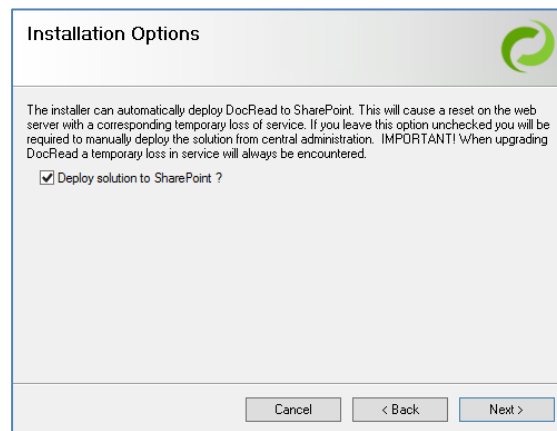 Installation Options
The installer can automatically deploy DocRead to SharePoint. This will cause a reset on the web
server with a corresponding temporary loss of service. If you leave this option unchecked you will be
required to manually deploy the solution from central administration.  IMPORTANT! When upgrading
DocRead a temporary loss in service will always be encountered.
Deploy solution to SharePoint ?
Cancel
< Back
Next >